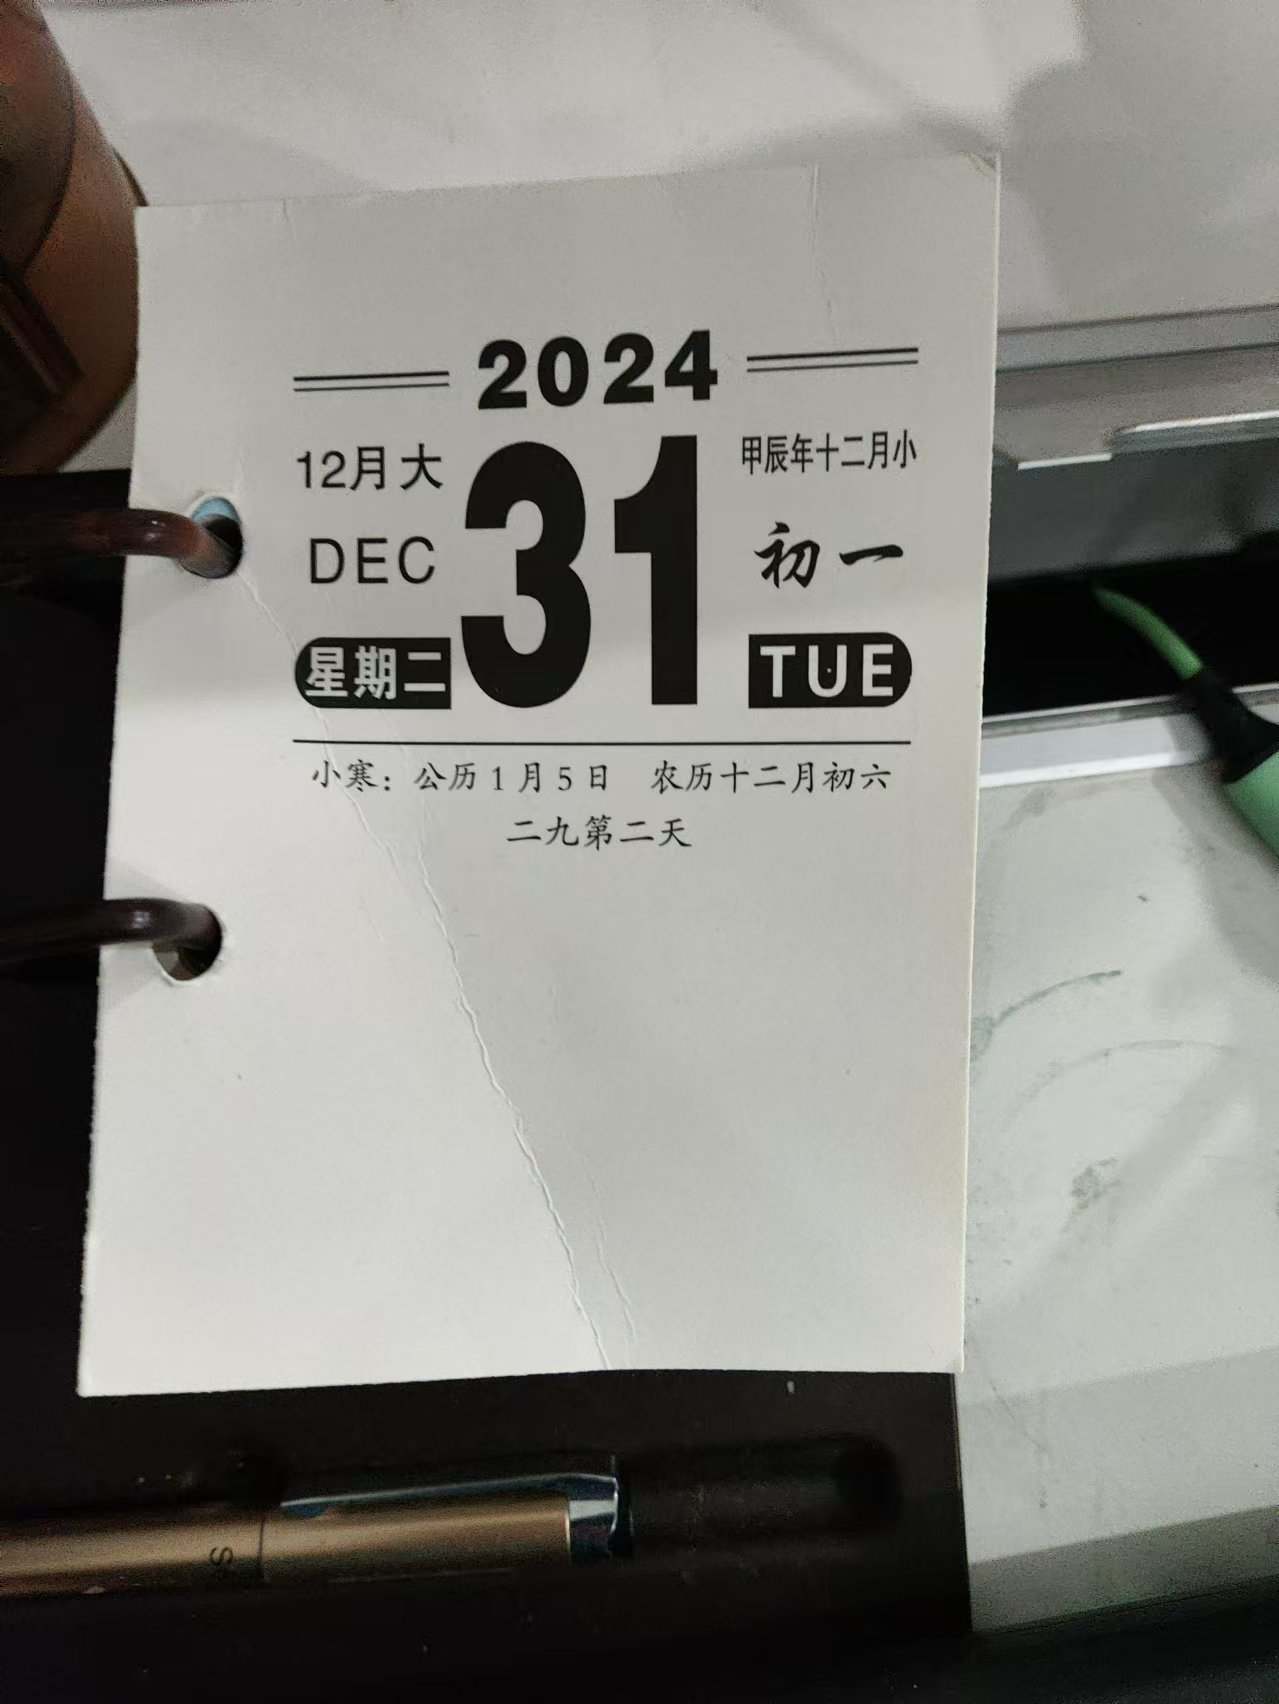 2024
12月大
31
甲辰年十二月小
DEC
初一
星期二
TUE
小寒：公历1月5日 农历十二月初六
二九第二天
S